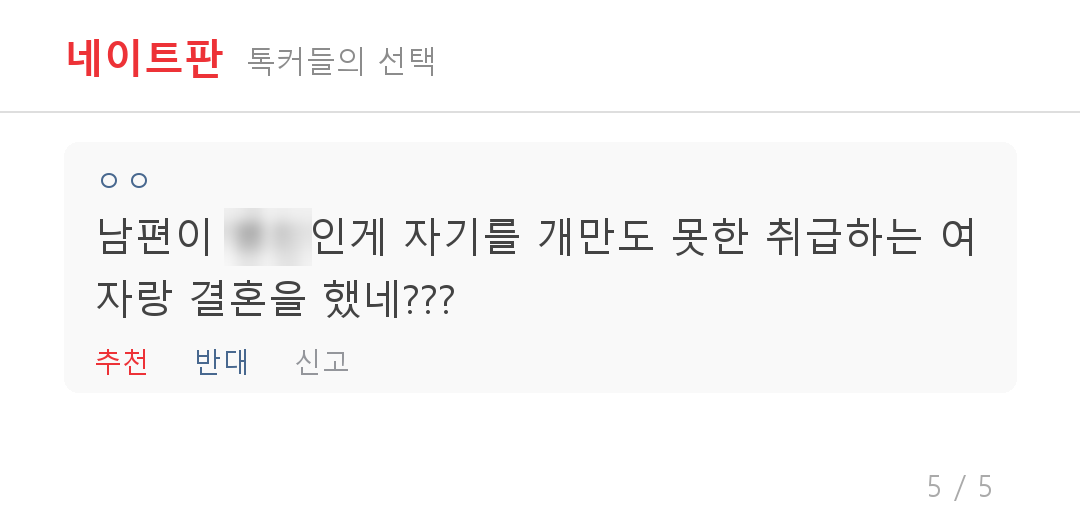 네이트판 톡커들의 선택
ㅇㅇ
남편이 인게 자기를 개만도 못한 취급하는 여
자랑 결혼을 했네???
추천 반대 신고
5 / 5